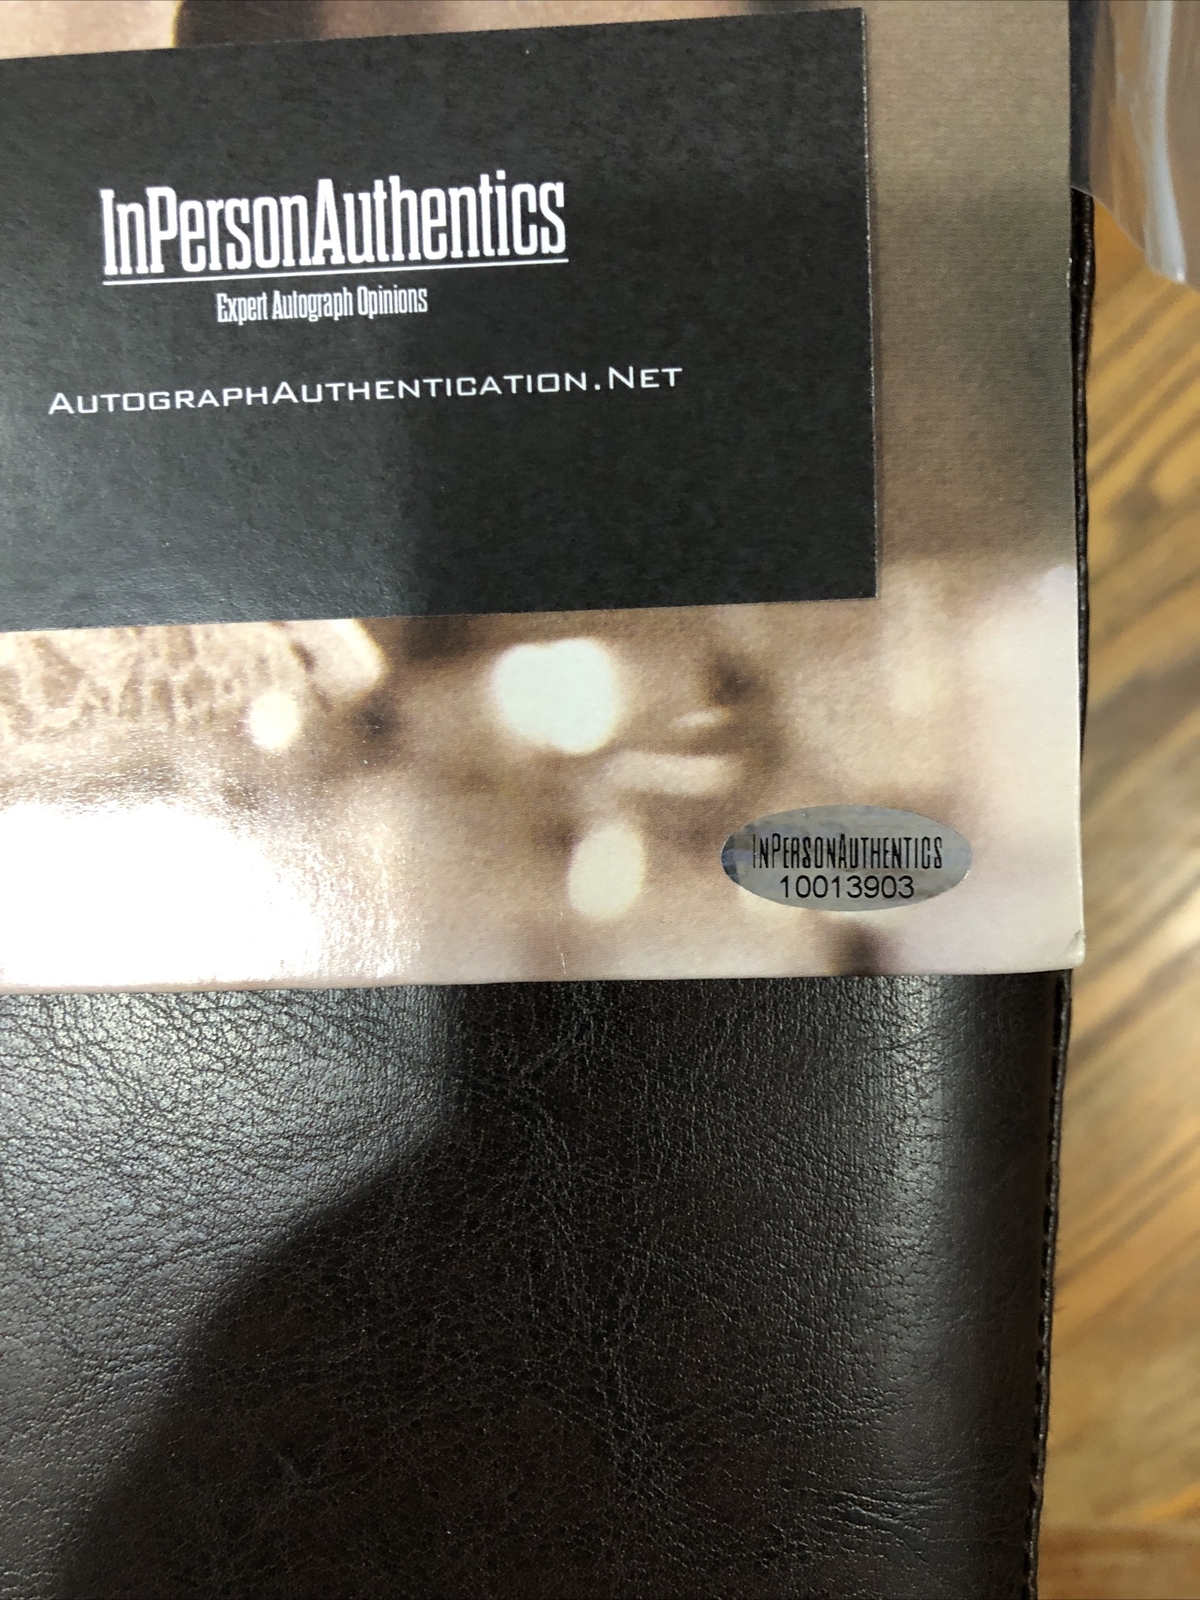 InPersonAuthentics
Expert Autograph Opinions
AutographAuthentication.Net
InPersonAuthentics
10013903